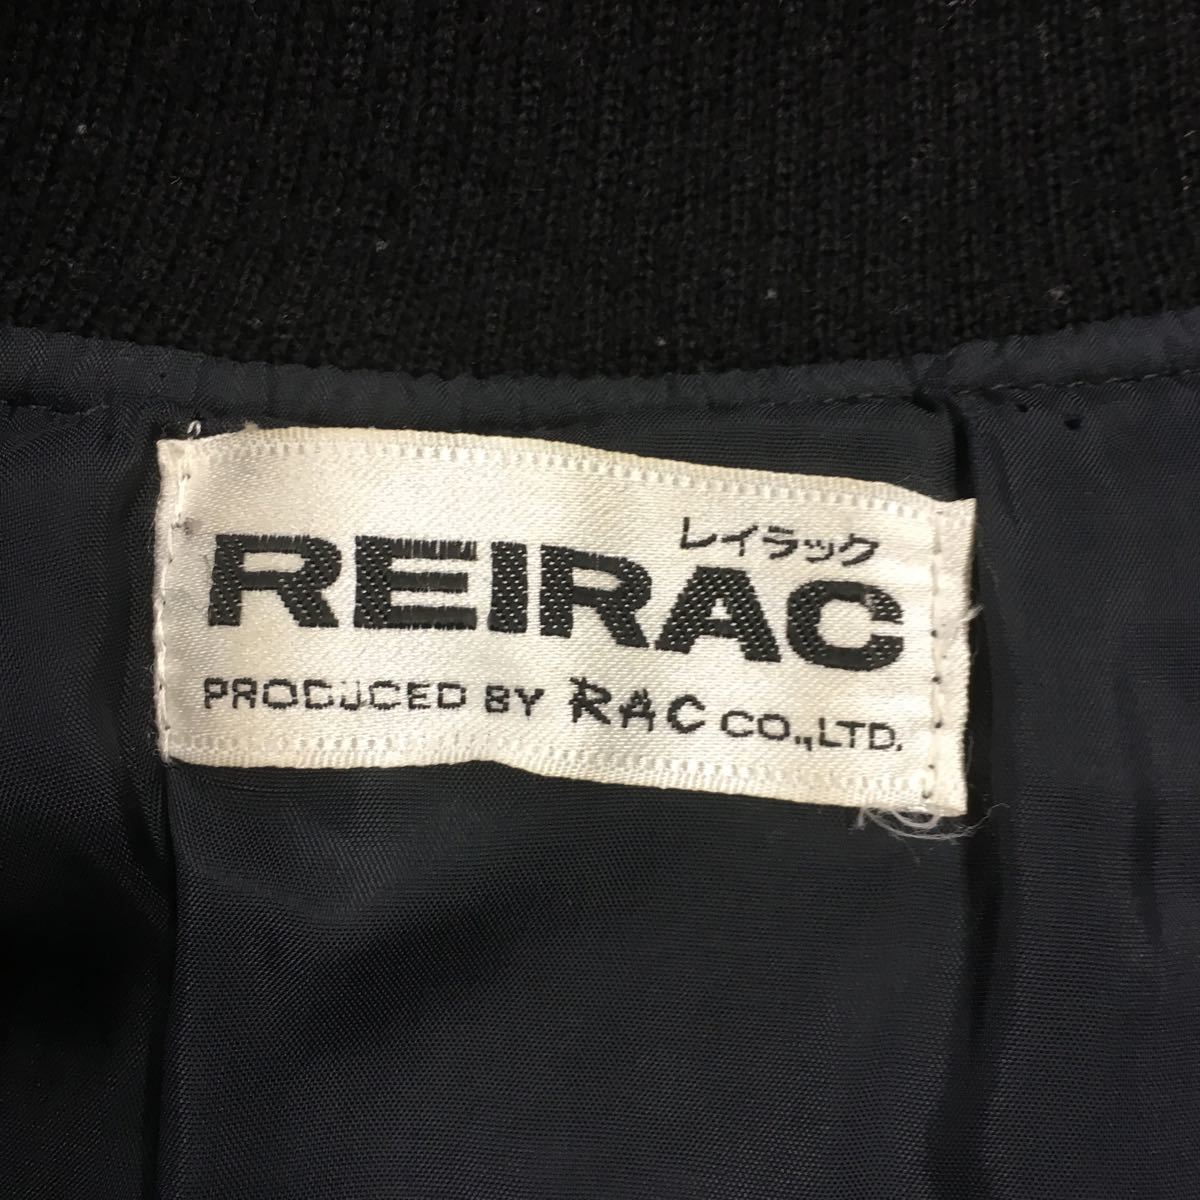 レイラック
REIRAC
PRODUCED BY RAC CO.,LTD.